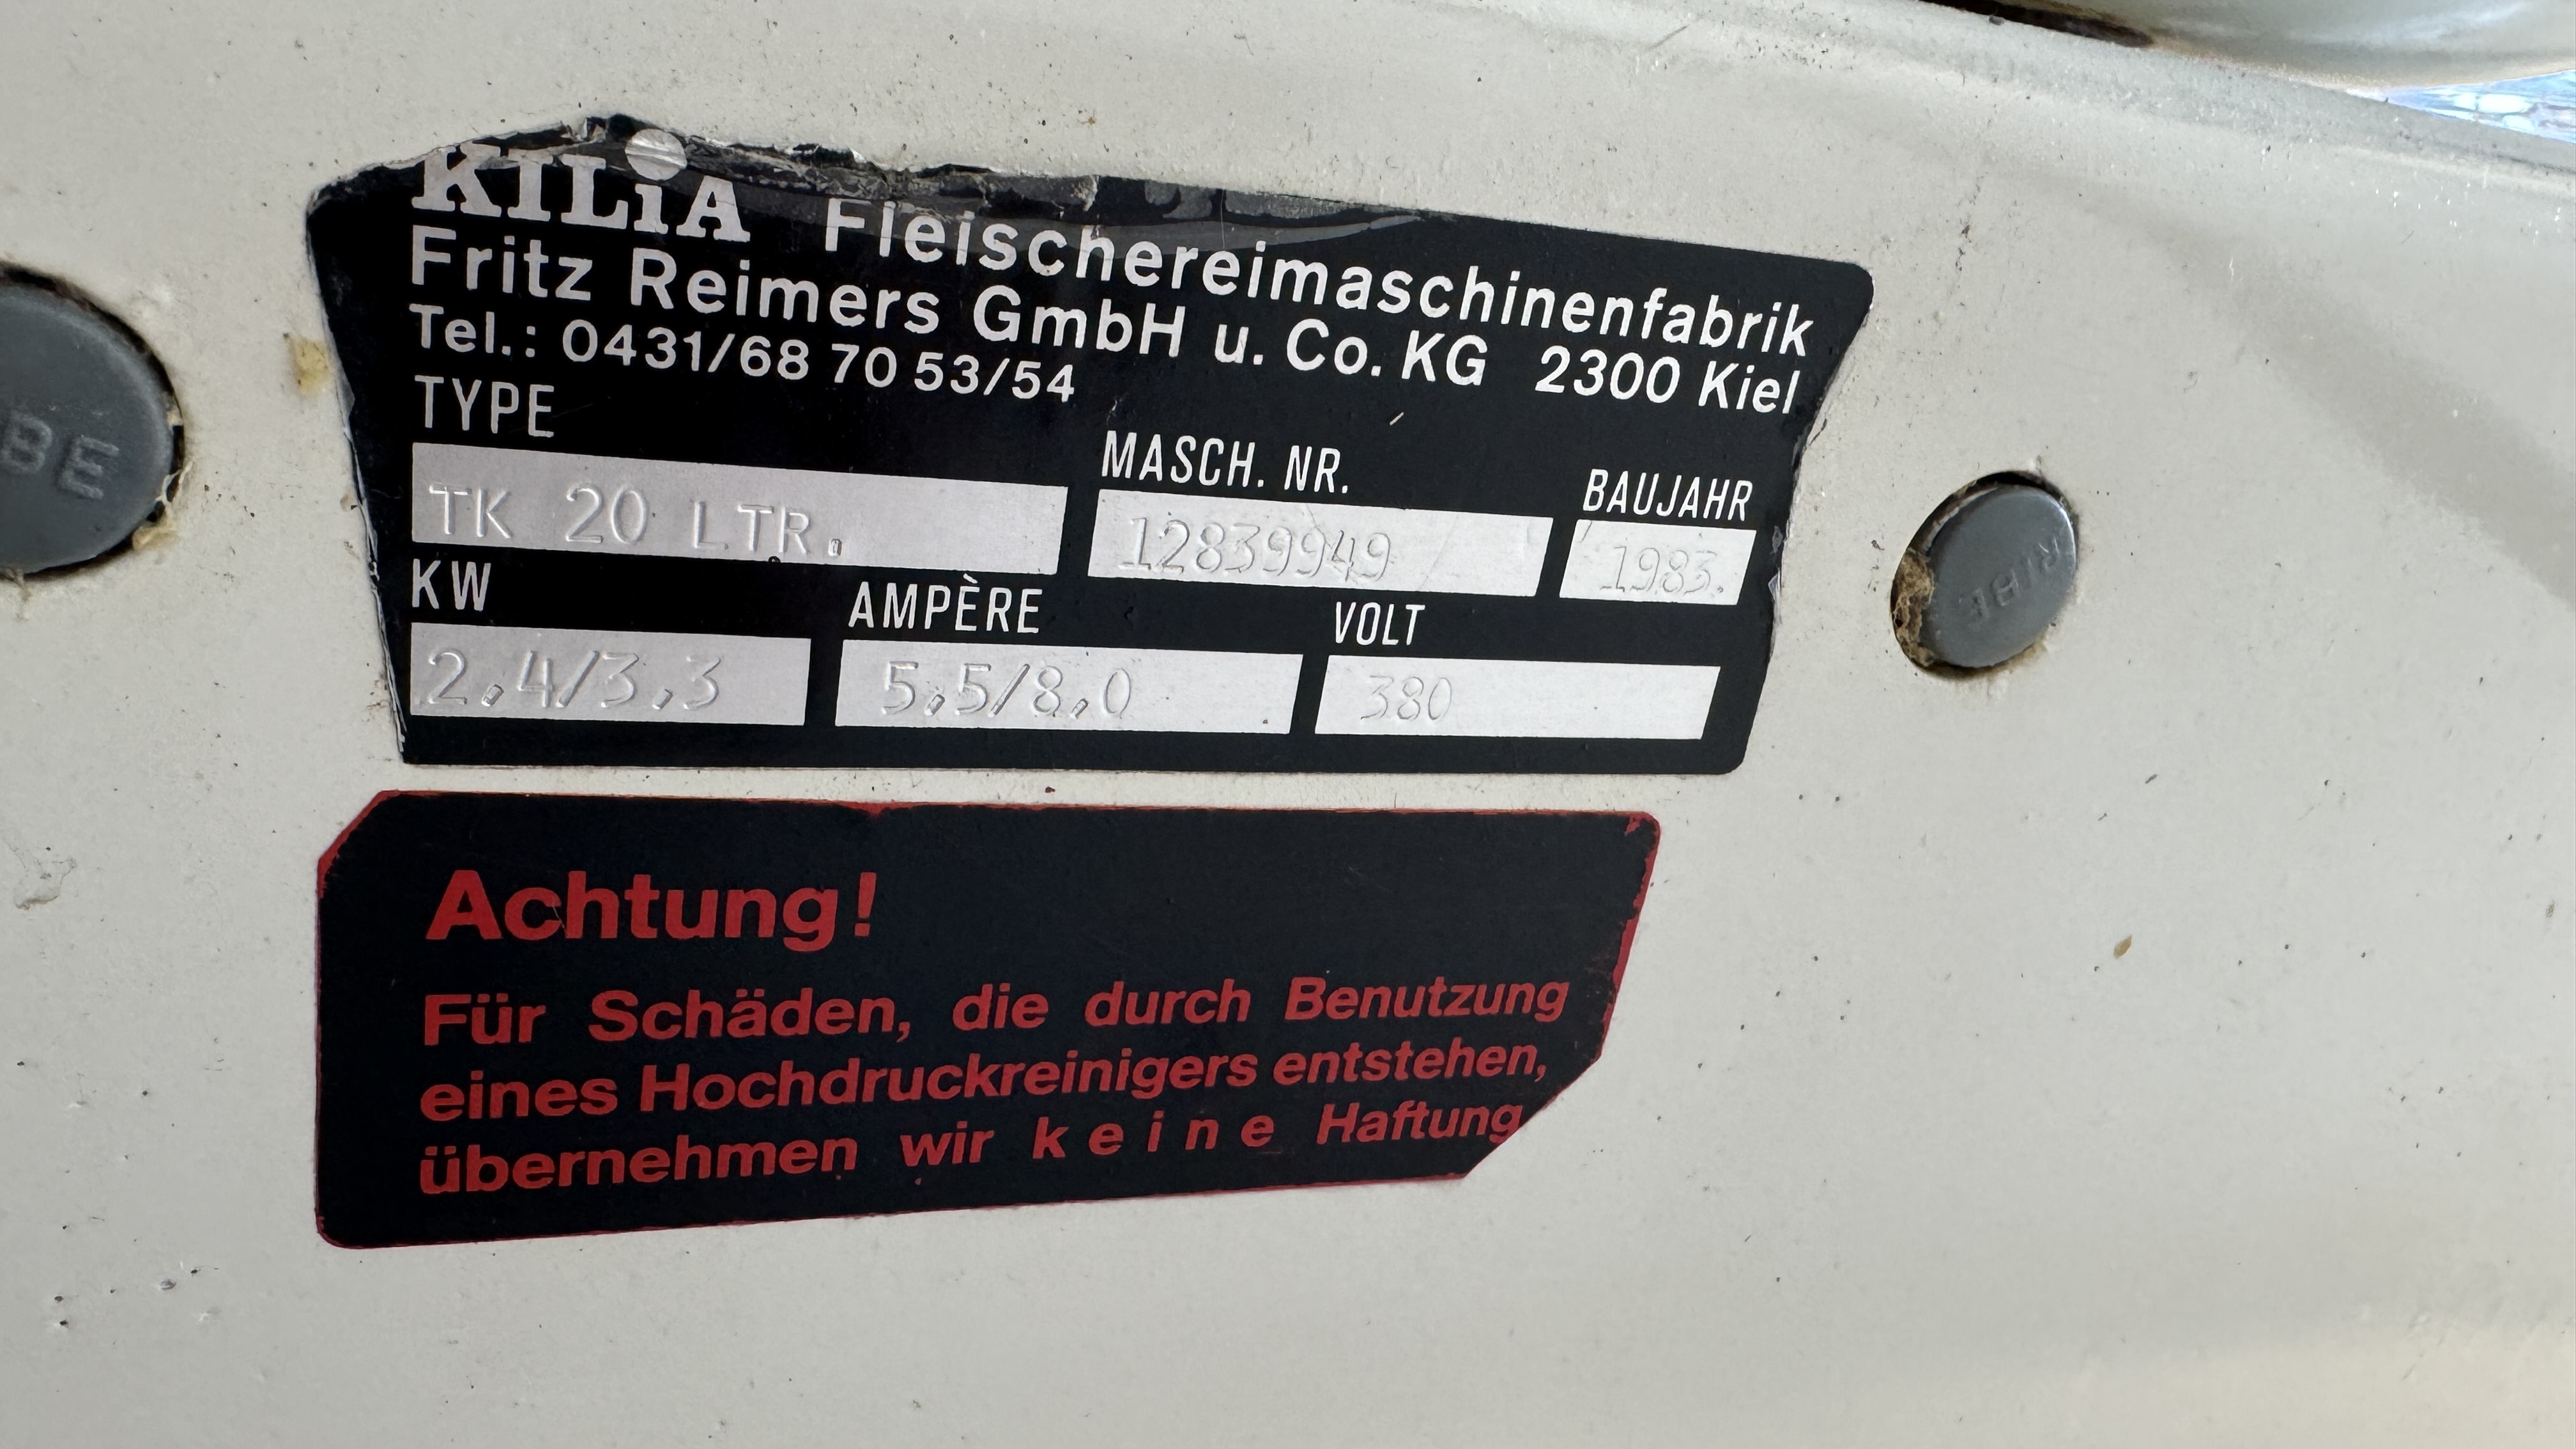 KILiA Fleischereimaschinenfabrik
Fritz Reimers GmbH u. Co. KG 2300 Kiel
Tel.: 0431/68 70 53/54
TYPE MASCH. NR. BAUJAHR
TK 20 LTR. 12839949 1983.
KW AMPÈRE VOLT
2,4/3,3 5,5/8,0 380
Achtung!
Für Schäden, die durch Benutzung
eines Hochdruckreinigers entstehen,
übernehmen wir keine Haftung
BE
RIBE